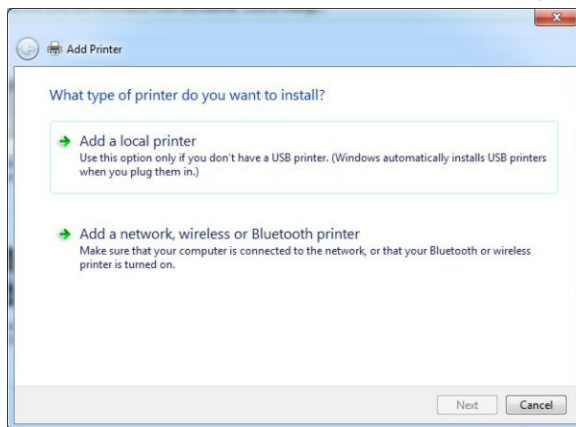 Add Printer
What type of printer do you want to install?
Add a local printer
Use this option only if you don't have a USB printer. (Windows automatically installs USB printers
when you plug them in.)
Add a network, wireless or Bluetooth printer
Make sure that your computer is connected to the network, or that your Bluetooth or wireless
printer is turned on.
Next Cancel